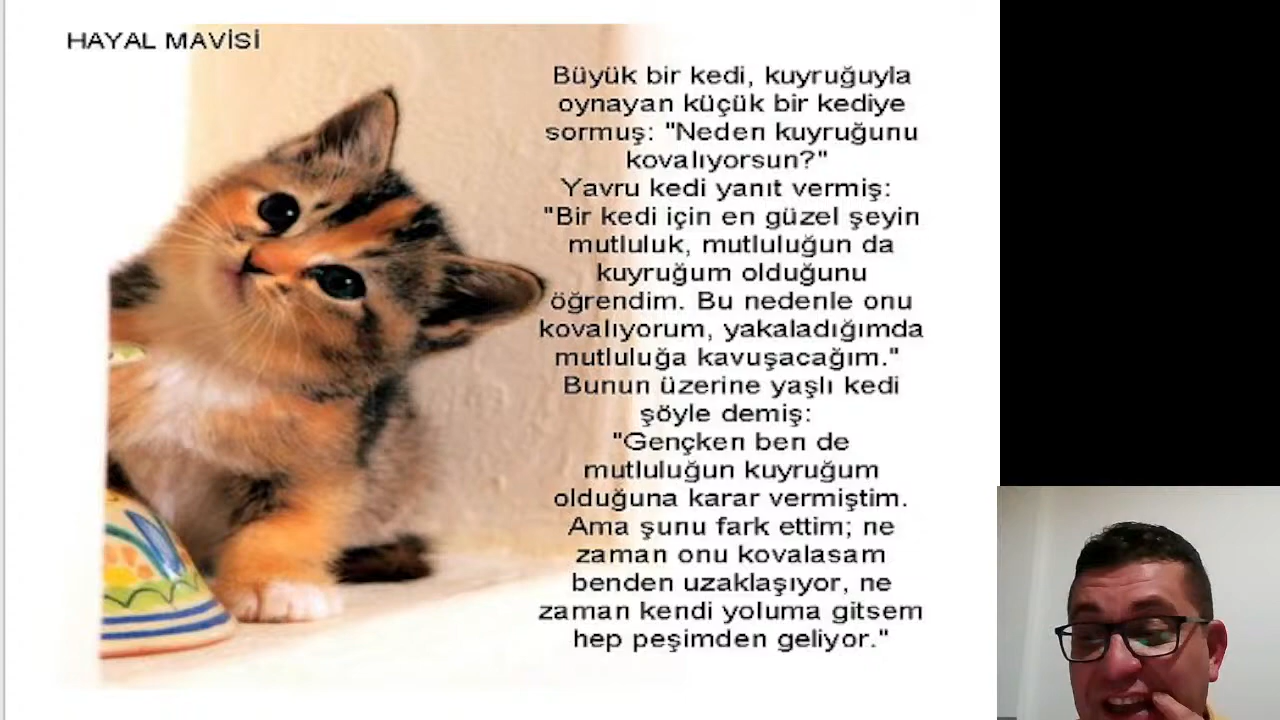 HAYAL MAVİSİ
Büyük bir kedi, kuyruğuyla
oynayan küçük bir kediye
sormuş: "Neden kuyruğunu
kovalıyorsun?"
Yavru kedi yanıt vermiş:
"Bir kedi için en güzel şeyin
mutluluk, mutluluğun da
kuyruğum olduğunu
öğrendim. Bu nedenle onu
kovalıyorum, yakaladığımda
mutluluğa kavuşacağım."
Bunun üzerine yaşlı kedi
şöyle demiş:
"Gençken ben de
mutluluğun kuyruğum
olduğuna karar vermiştim.
Ama şunu fark ettim; ne
zaman onu kovalasam
benden uzaklaşıyor, ne
zaman kendi yoluma gitsem
hep peşimden geliyor."